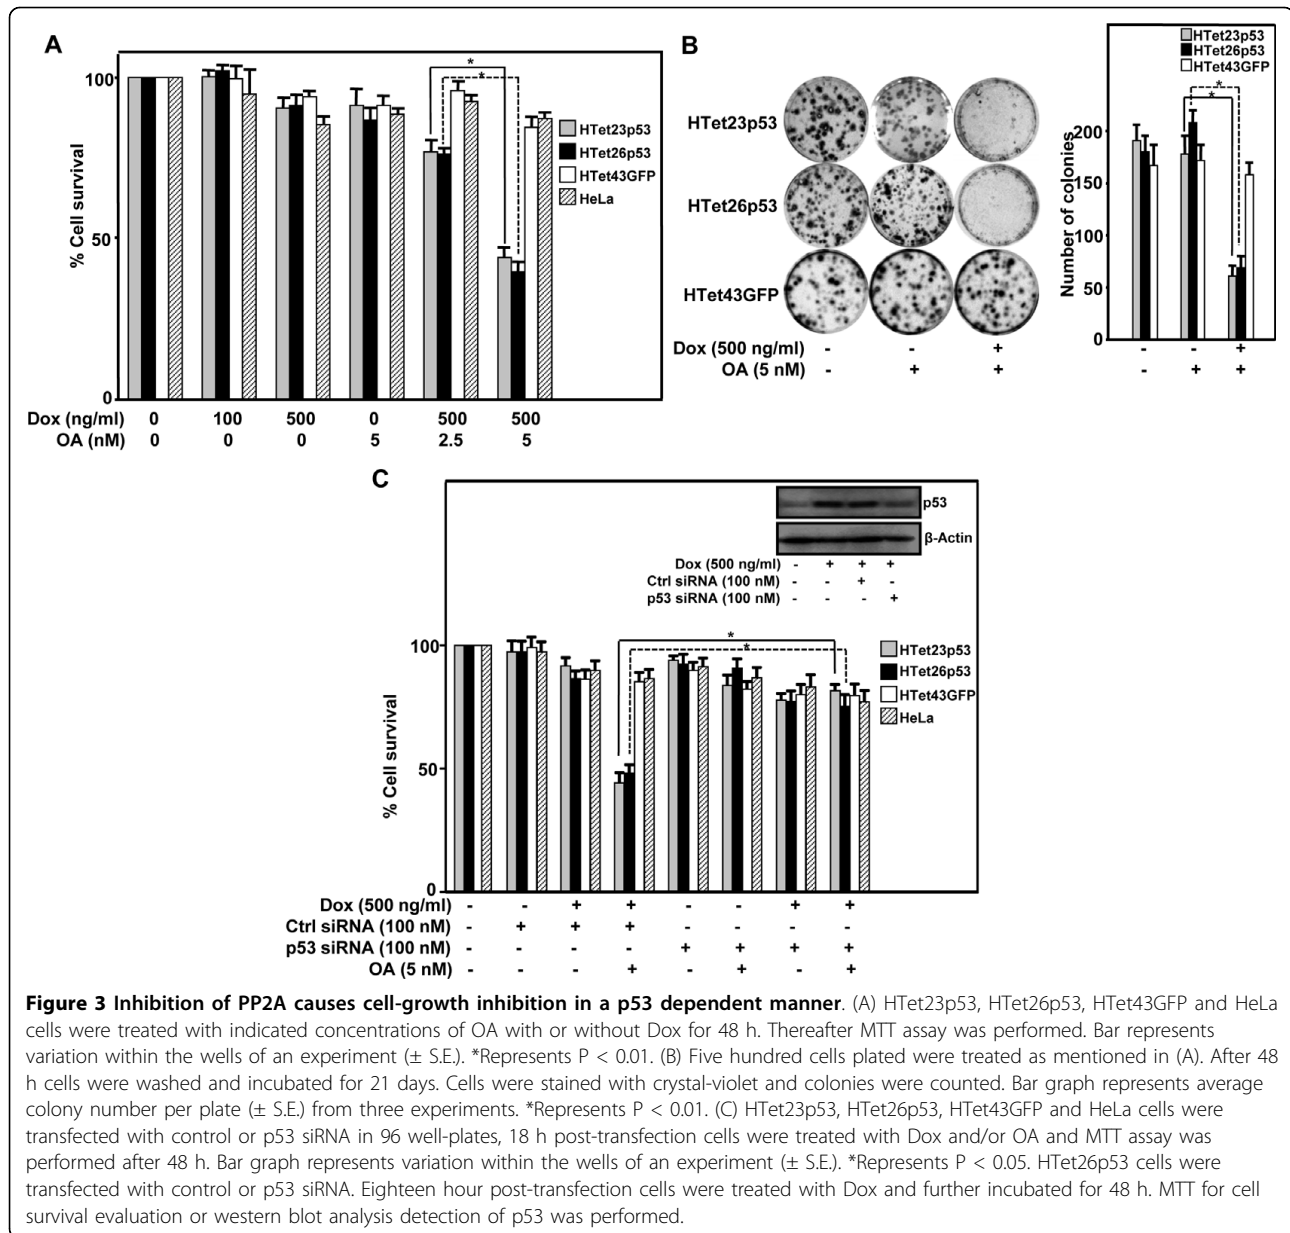 A
*
*
100
50
0
% Cell survival
HTet23p53
HTet26p53
HTet43GFP
HeLa
Dox (ng/ml) 0 100 500 0 500 500
OA (nM) 0 0 0 5 2.5 5
B
HTet23p53
HTet26p53
HTet43GFP
Dox (500 ng/ml) - - +
OA (5 nM) - + +
HTet23p53
HTet26p53
HTet43GFP
*
*
200
150
100
50
0
Number of colonies
- - +
- + +
C
p53
β-Actin
Dox (500 ng/ml) - + + +
Ctrl siRNA (100 nM) - - + -
p53 siRNA (100 nM) - - - +
*
*
100
50
0
% Cell survival
HTet23p53
HTet26p53
HTet43GFP
HeLa
Dox (500 ng/ml) - - + + - - + +
Ctrl siRNA (100 nM) - + + + - - - -
p53 siRNA (100 nM) - - - - + + + +
OA (5 nM) - - - + - + - +
Figure 3 Inhibition of PP2A causes cell-growth inhibition in a p53 dependent manner. (A) HTet23p53, HTet26p53, HTet43GFP and HeLa
cells were treated with indicated concentrations of OA with or without Dox for 48 h. Thereafter MTT assay was performed. Bar represents
variation within the wells of an experiment (± S.E.). *Represents P < 0.01. (B) Five hundred cells plated were treated as mentioned in (A). After 48
h cells were washed and incubated for 21 days. Cells were stained with crystal-violet and colonies were counted. Bar graph represents average
colony number per plate (± S.E.) from three experiments. *Represents P < 0.01. (C) HTet23p53, HTet26p53, HTet43GFP and HeLa cells were
transfected with control or p53 siRNA in 96 well-plates, 18 h post-transfection cells were treated with Dox and/or OA and MTT assay was
performed after 48 h. Bar graph represents variation within the wells of an experiment (± S.E.). *Represents P < 0.05. HTet26p53 cells were
transfected with control or p53 siRNA. Eighteen hour post-transfection cells were treated with Dox and further incubated for 48 h. MTT for cell
survival evaluation or western blot analysis detection of p53 was performed.